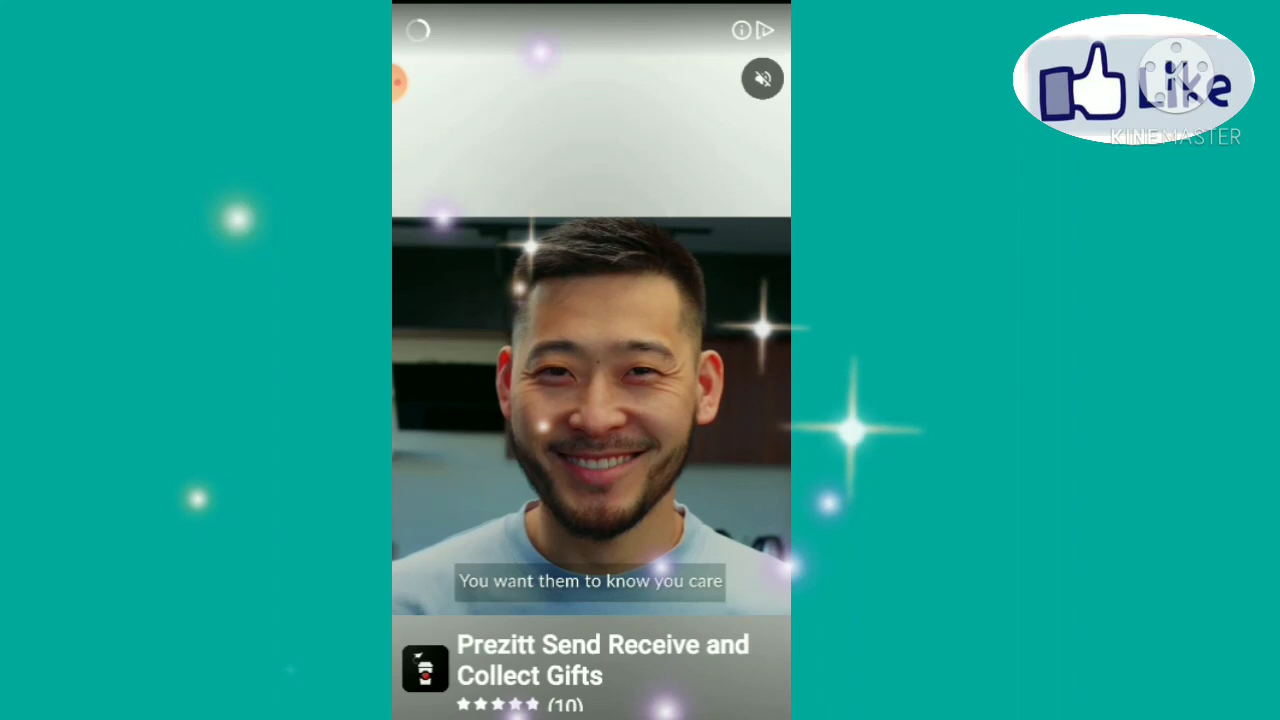 Like
KINEMASTER
You want them to know you care
Prezitt Send Receive and
Collect Gifts
(10)